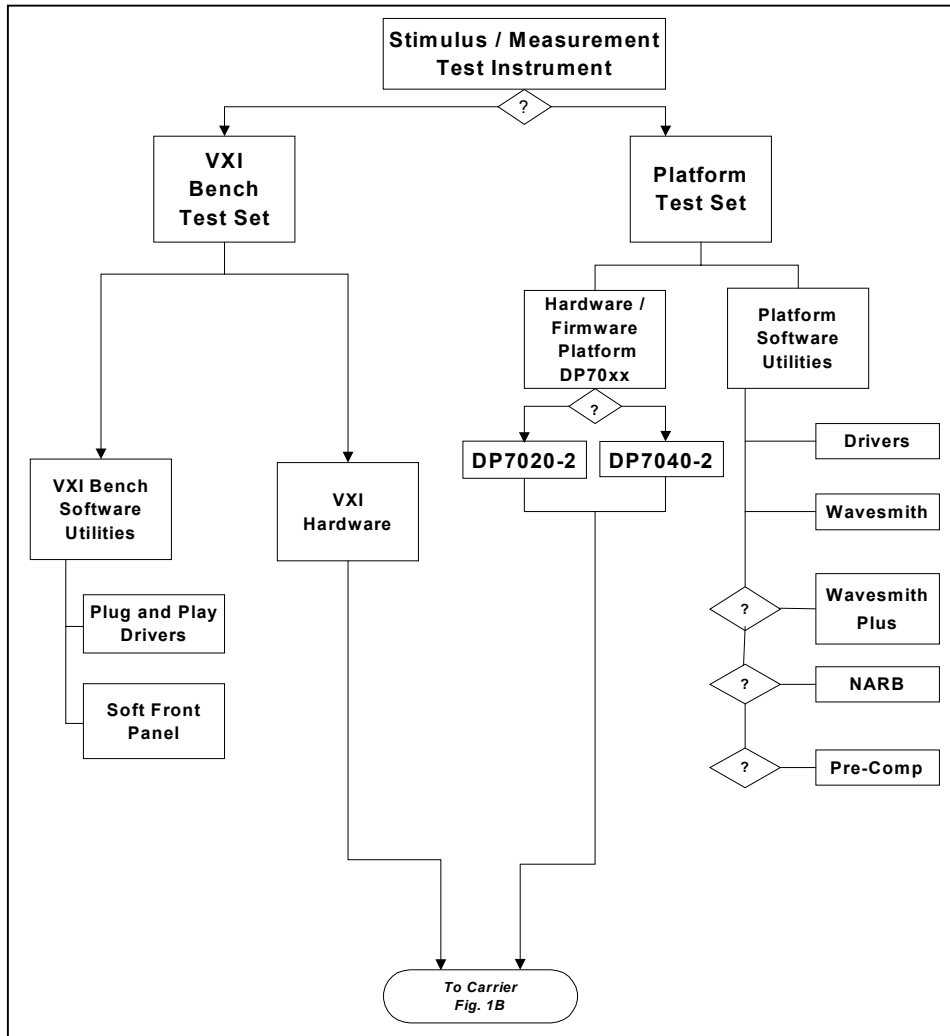 Stimulus / Measurement
Test Instrument
?
VXI
Bench
Test Set
Platform
Test Set
Hardware /
Firmware
Platform
DP70xx
Platform
Software
Utilities
?
DP7020-2
DP7040-2
Drivers
VXI Bench
Software
Utilities
VXI
Hardware
Wavesmith
?
Wavesmith
Plus
Plug and Play
Drivers
?
NARB
Soft Front
Panel
?
Pre-Comp
To Carrier
Fig. 1B